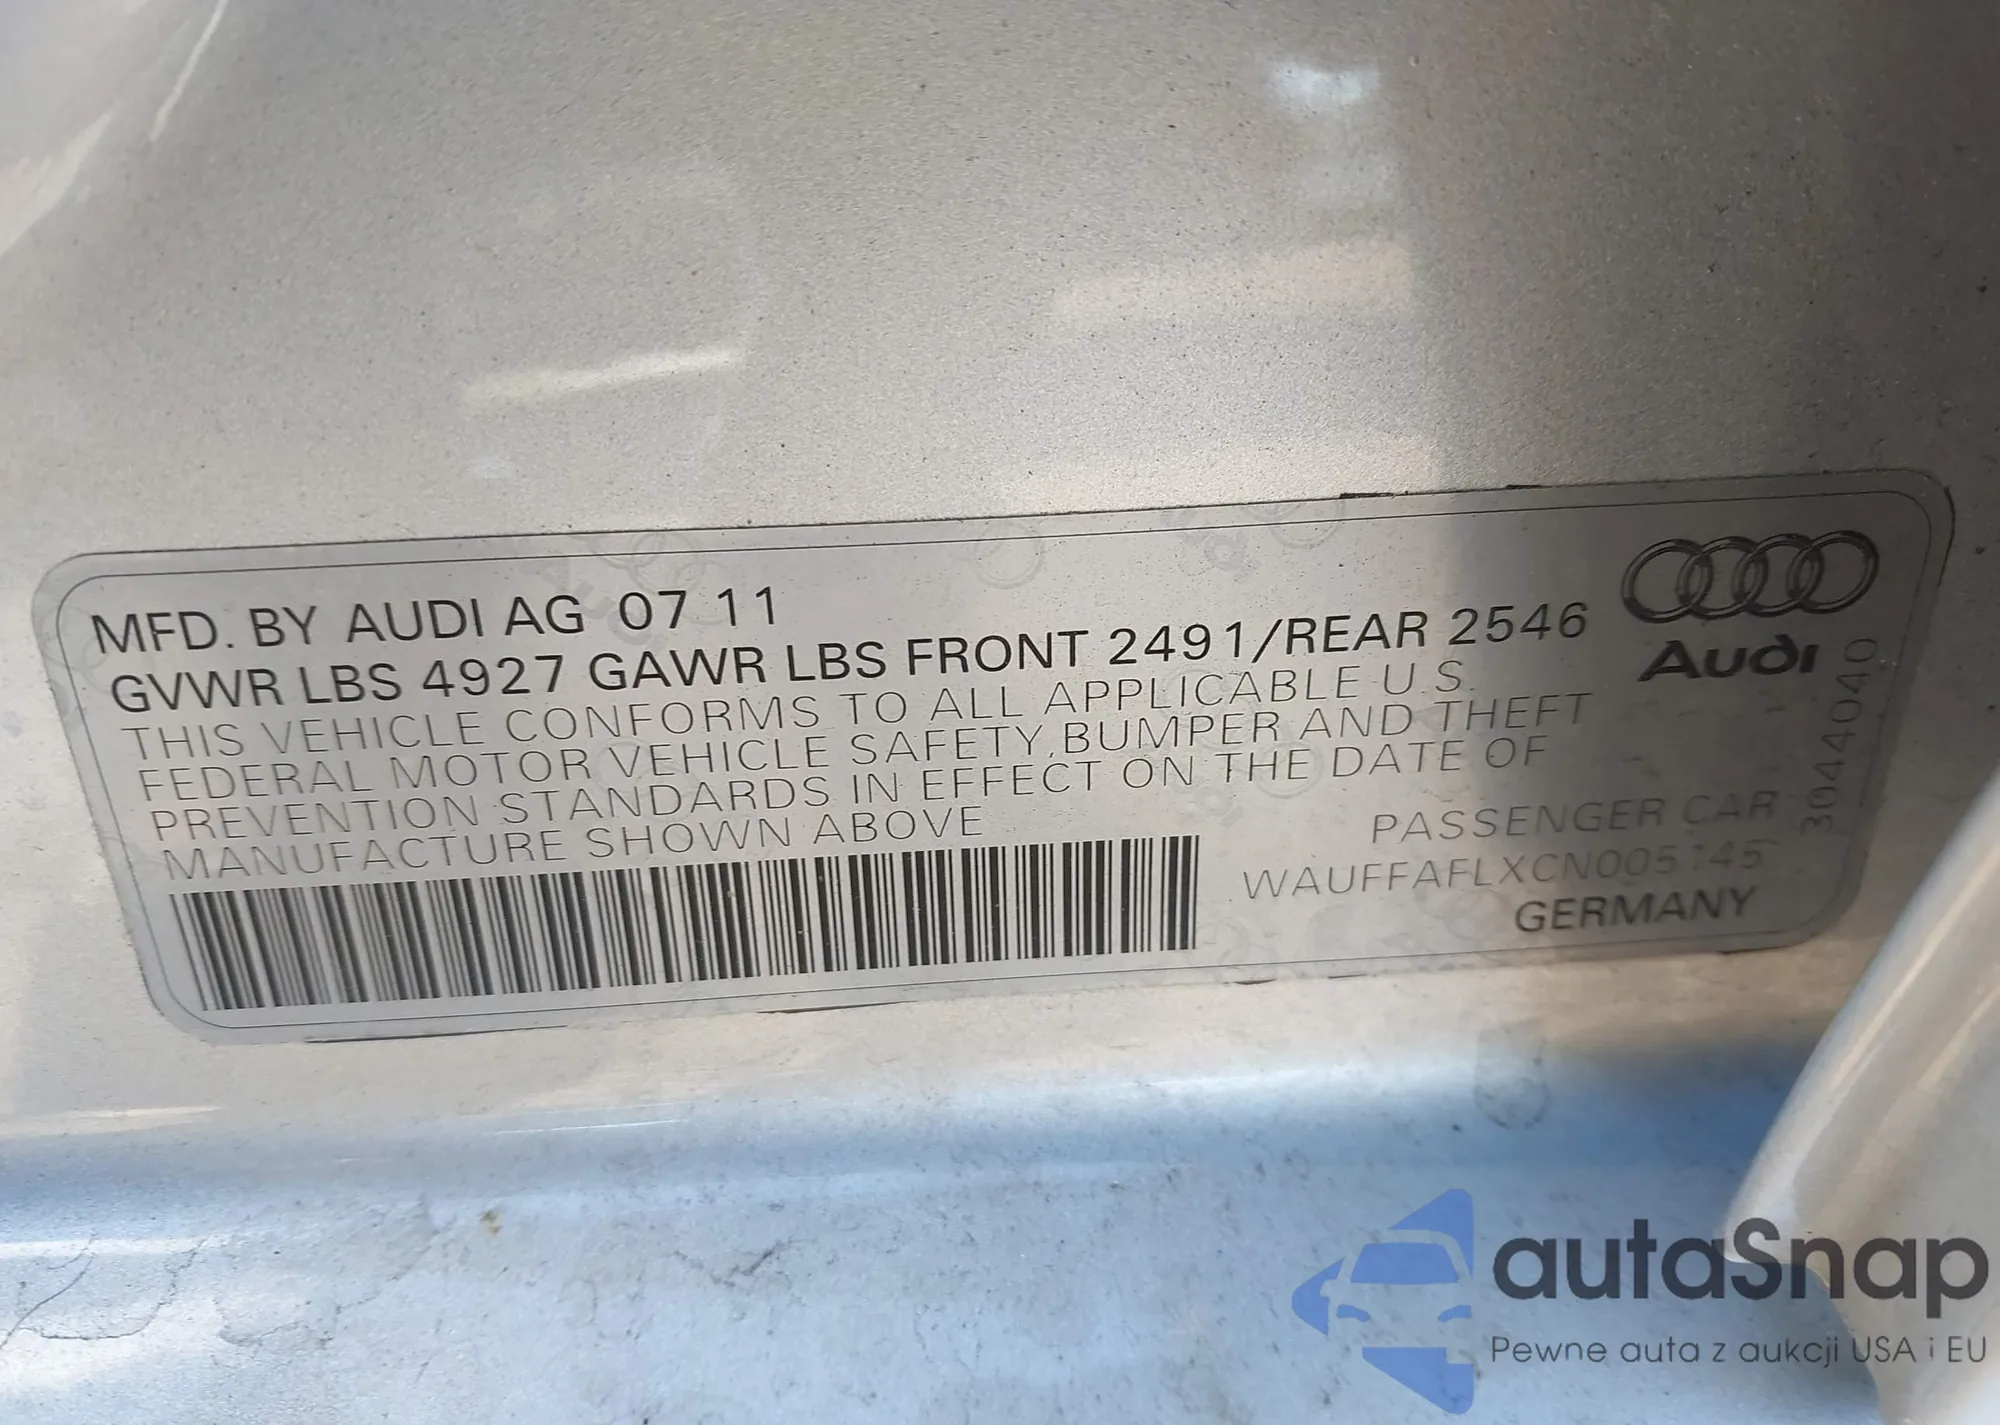 MFD. BY AUDI AG 07 11
GVWR LBS 4927 GAWR LBS FRONT 2491/REAR 2546
THIS VEHICLE CONFORMS TO ALL APPLICABLE U.S.
FEDERAL MOTOR VEHICLE SAFETY, BUMPER AND THEFT
PREVENTION STANDARDS IN EFFECT ON THE DATE OF
MANUFACTURE SHOWN ABOVE
Audi
30444040
PASSENGER CAR
WAUFFAFLXCN005145
GERMANY
autaSnap
Pewne auta z aukcji USA i EU